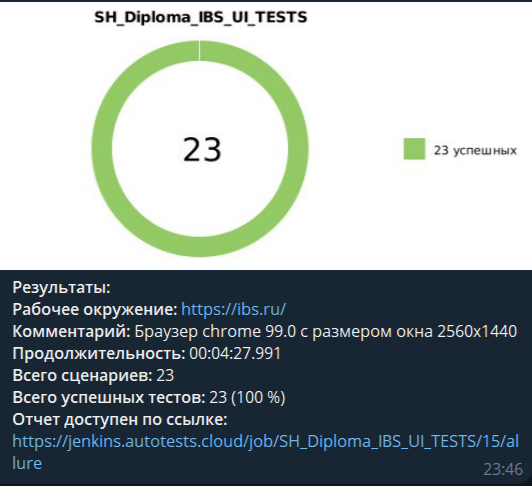 SH_Diploma_IBS_UI_TESTS
23
23 успешных
Результаты:
Рабочее окружение: https://ibs.ru/
Комментарий: Браузер chrome 99.0 с размером окна 2560x1440
Продолжительность: 00:04:27.991
Всего сценариев: 23
Всего успешных тестов: 23 (100 %)
Отчет доступен по ссылке:
https://jenkins.autotests.cloud/job/SH_Diploma_IBS_UI_TESTS/15/al
lure
23:46